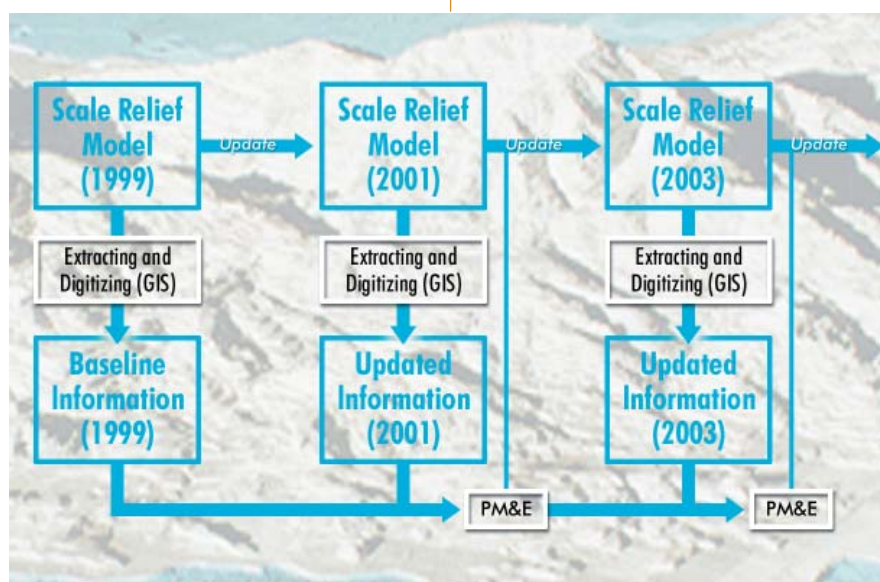 Scale Relief
Model
(1999)
Update
Scale Relief
Model
(2001)
Update
Scale Relief
Model
(2003)
Update
Extracting and
Digitizing (GIS)
Extracting and
Digitizing (GIS)
Extracting and
Digitizing (GIS)
Baseline
Information
(1999)
Updated
Information
(2001)
Updated
Information
(2003)
PM&E
PM&E